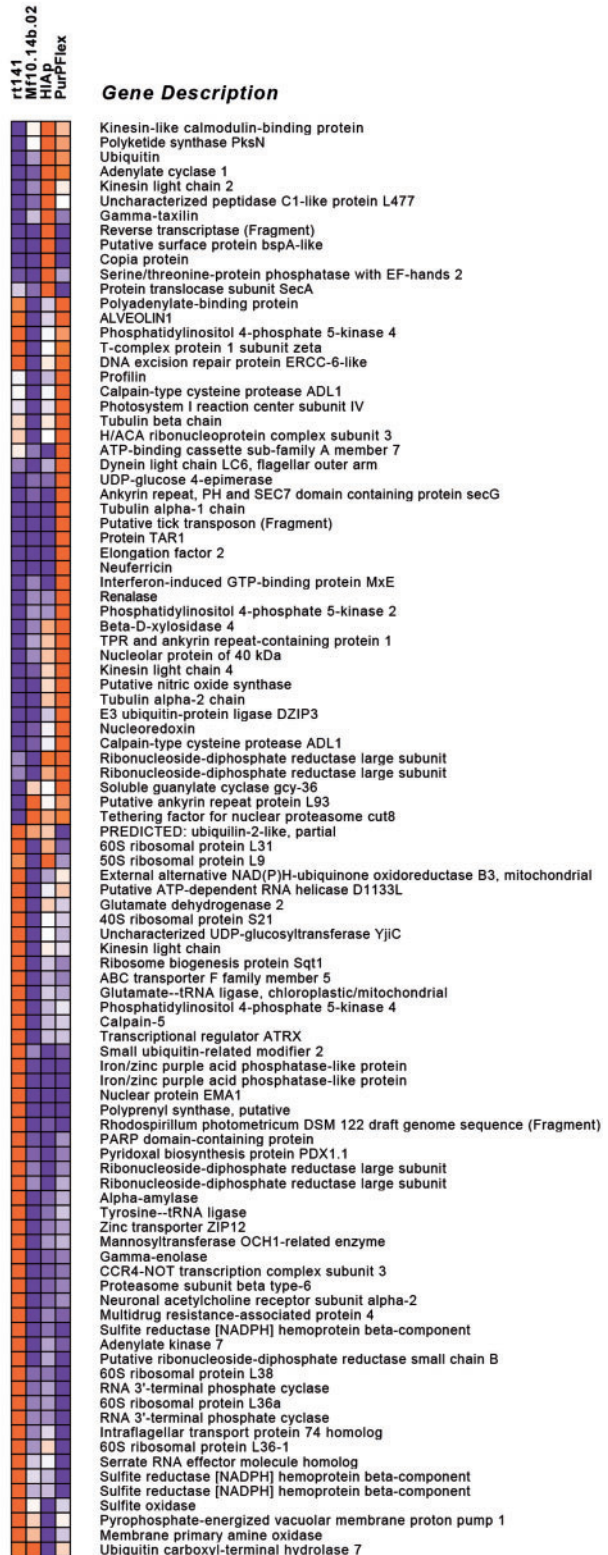 rt141
Mf10.14b.02
HIAp
PurPFlex
Gene Description
Kinesin-like calmodulin-binding protein
Polyketide synthase PksN
Ubiquitin
Adenylate cyclase 1
Kinesin light chain 2
Uncharacterized peptidase C1-like protein L477
Gamma-taxilin
Reverse transcriptase (Fragment)
Putative surface protein bspA-like
Copia protein
Serine/threonine-protein phosphatase with EF-hands 2
Protein translocase subunit SecA
Polyadenylate-binding protein
ALVEOLIN1
Phosphatidylinositol 4-phosphate 5-kinase 4
T-complex protein 1 subunit zeta
DNA excision repair protein ERCC-6-like
Profilin
Calpain-type cysteine protease ADL1
Photosystem I reaction center subunit IV
Tubulin beta chain
H/ACA ribonucleoprotein complex subunit 3
ATP-binding cassette sub-family A member 7
Dynein light chain LC6, flagellar outer arm
UDP-glucose 4-epimerase
Ankyrin repeat, PH and SEC7 domain containing protein secG
Tubulin alpha-1 chain
Putative tick transposon (Fragment)
Protein TAR1
Elongation factor 2
Neuferricin
Interferon-induced GTP-binding protein MxE
Renalase
Phosphatidylinositol 4-phosphate 5-kinase 2
Beta-D-xylosidase 4
TPR and ankyrin repeat-containing protein 1
Nucleolar protein of 40 kDa
Kinesin light chain 4
Putative nitric oxide synthase
Tubulin alpha-2 chain
E3 ubiquitin-protein ligase DZIP3
Nucleoredoxin
Calpain-type cysteine protease ADL1
Ribonucleoside-diphosphate reductase large subunit
Ribonucleoside-diphosphate reductase large subunit
Soluble guanylate cyclase gcy-36
Putative ankyrin repeat protein L93
Tethering factor for nuclear proteasome cut8
PREDICTED: ubiquilin-2-like, partial
60S ribosomal protein L31
50S ribosomal protein L9
External alternative NAD(P)H-ubiquinone oxidoreductase B3, mitochondrial
Putative ATP-dependent RNA helicase D1133L
Glutamate dehydrogenase 2
40S ribosomal protein S21
Uncharacterized UDP-glucosyltransferase YjiC
Kinesin light chain
Ribosome biogenesis protein Sqt1
ABC transporter F family member 5
Glutamate--tRNA ligase, chloroplastic/mitochondrial
Phosphatidylinositol 4-phosphate 5-kinase 4
Calpain-5
Transcriptional regulator ATRX
Small ubiquitin-related modifier 2
Iron/zinc purple acid phosphatase-like protein
Iron/zinc purple acid phosphatase-like protein
Nuclear protein EMA1
Polyprenyl synthase, putative
Rhodospirillum photometricum DSM 122 draft genome sequence (Fragment)
PARP domain-containing protein
Pyridoxal biosynthesis protein PDX1.1
Ribonucleoside-diphosphate reductase large subunit
Ribonucleoside-diphosphate reductase large subunit
Alpha-amylase
Tyrosine--tRNA ligase
Zinc transporter ZIP12
Mannosyltransferase OCH1-related enzyme
Gamma-enolase
CCR4-NOT transcription complex subunit 3
Proteasome subunit beta type-6
Neuronal acetylcholine receptor subunit alpha-2
Multidrug resistance-associated protein 4
Sulfite reductase [NADPH] hemoprotein beta-component
Adenylate kinase 7
Putative ribonucleoside-diphosphate reductase small chain B
60S ribosomal protein L38
RNA 3'-terminal phosphate cyclase
60S ribosomal protein L36a
RNA 3'-terminal phosphate cyclase
Intraflagellar transport protein 74 homolog
60S ribosomal protein L36-1
Serrate RNA effector molecule homolog
Sulfite reductase [NADPH] hemoprotein beta-component
Sulfite reductase [NADPH] hemoprotein beta-component
Sulfite oxidase
Pyrophosphate-energized vacuolar membrane proton pump 1
Membrane primary amine oxidase
Ubiquitin carboxyl-terminal hydrolase 7